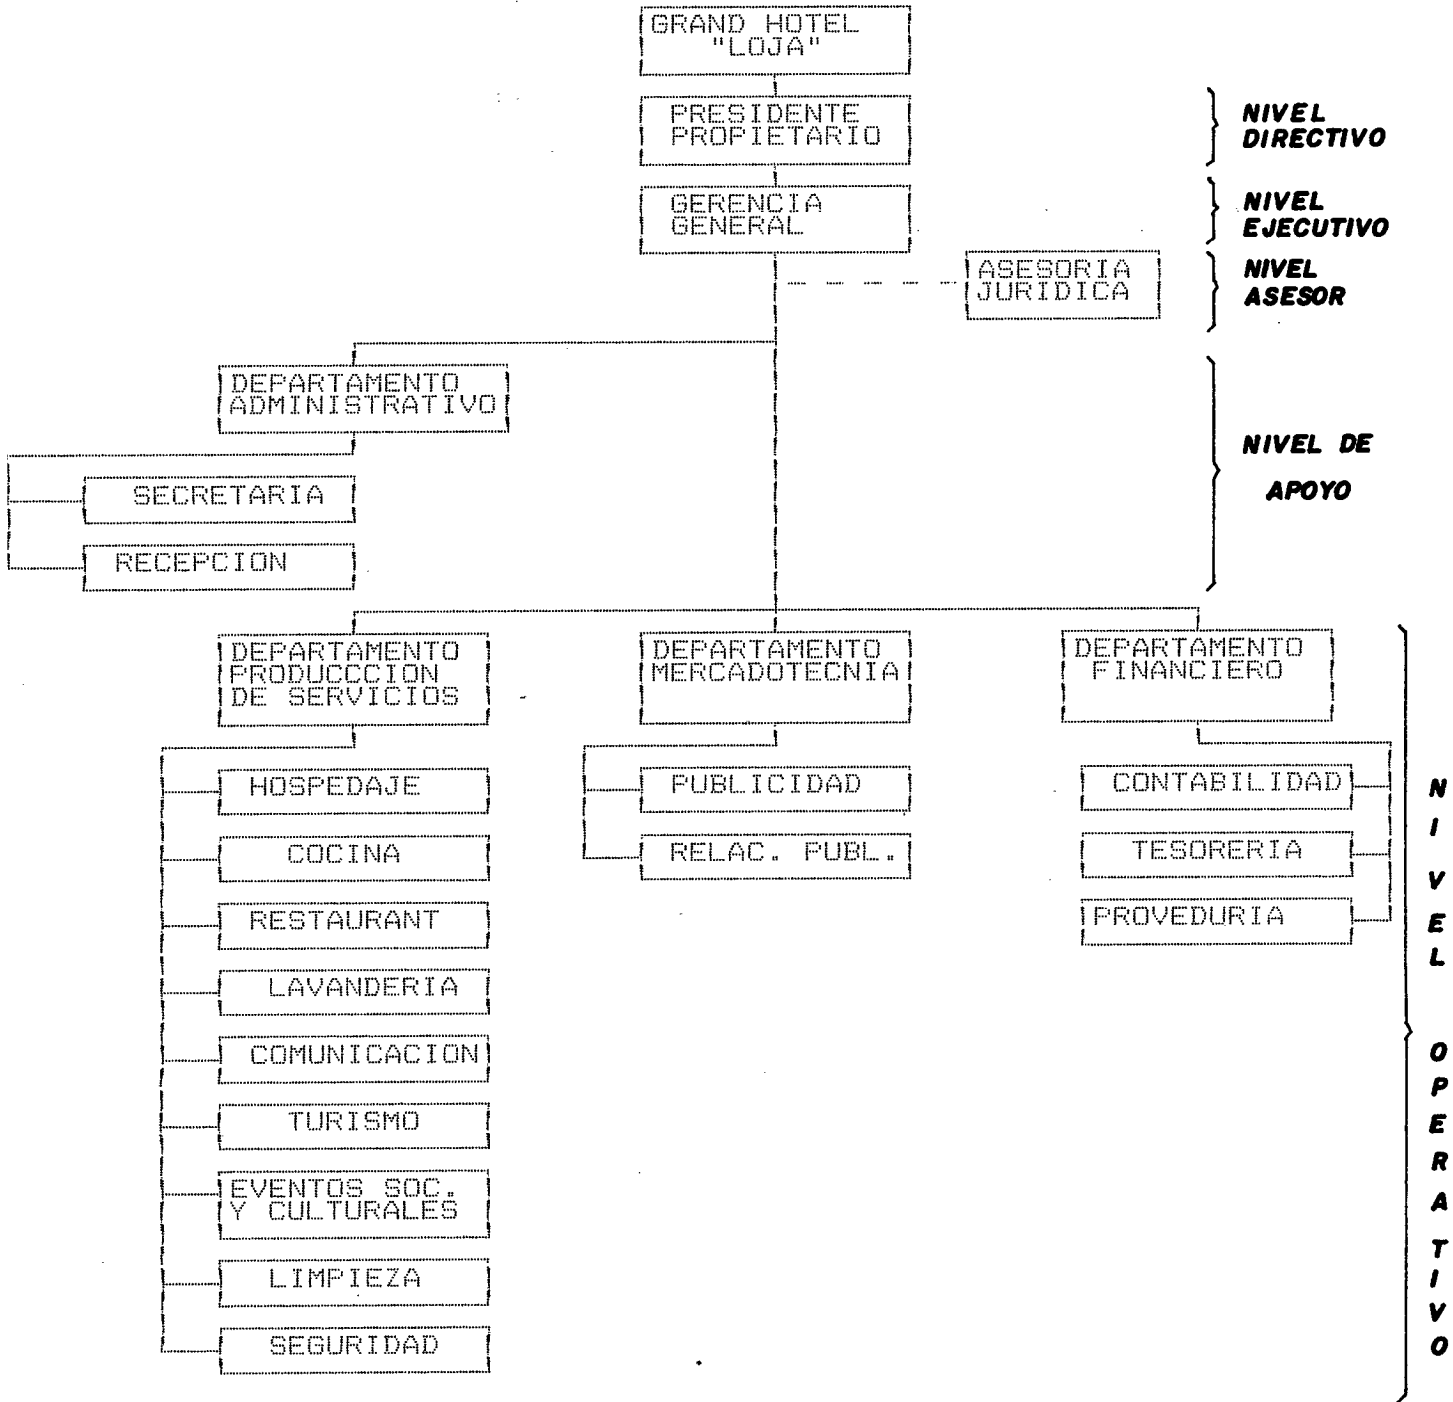 GRAND HOTEL
"LOJA"
PRESIDENTE
PROPIETARIO
NIVEL
DIRECTIVO
GERENCIA
GENERAL
NIVEL
EJECUTIVO
ASESORIA
JURIDICA
NIVEL
ASESOR
DEPARTAMENTO
ADMINISTRATIVO
SECRETARIA
RECEPCION
NIVEL DE
APOYO
DEPARTAMENTO
PRODUCCCION
DE SERVICIOS
HOSPEDAJE
COCINA
RESTAURANT
LAVANDERIA
COMUNICACION
TURISMO
EVENTOS SOC.
Y CULTURALES
LIMPIEZA
SEGURIDAD
DEPARTAMENTO
MERCADOTECNIA
PUBLICIDAD
RELAC. PUBL.
DEPARTAMENTO
FINANCIERO
CONTABILIDAD
TESORERIA
PROVEDURIA
NIVEL OPERATIVO